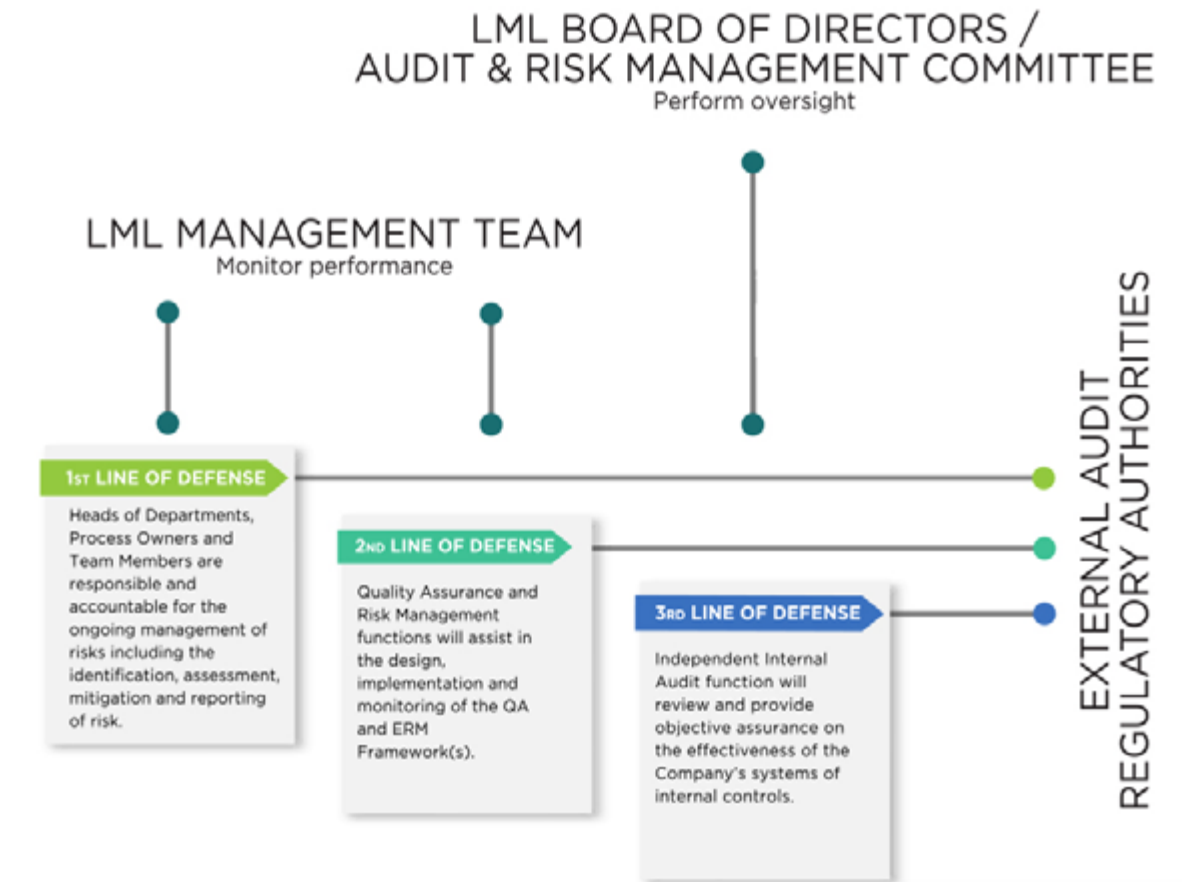 LML BOARD OF DIRECTORS /
AUDIT & RISK MANAGEMENT COMMITTEE
Perform oversight
LML MANAGEMENT TEAM
Monitor performance
1ST LINE OF DEFENSE
Heads of Departments,
Process Owners and
Team Members are
responsible and
accountable for the
ongoing management of
risks including the
identification, assessment,
mitigation and reporting
of risk.
2ND LINE OF DEFENSE
Quality Assurance and
Risk Management
functions will assist in
the design,
implementation and
monitoring of the QA
and ERM
Framework(s).
3RD LINE OF DEFENSE
Independent Internal
Audit function will
review and provide
objective assurance on
the effectiveness of the
Company's systems of
internal controls.
EXTERNAL AUDIT
REGULATORY AUTHORITIES